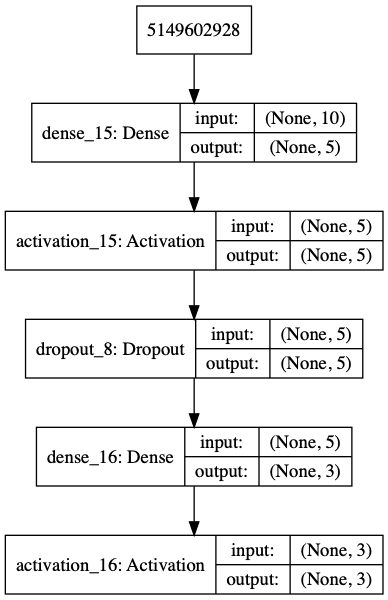 5149602928
dense_15: Dense
input: (None, 10)
output: (None, 5)
activation_15: Activation
input: (None, 5)
output: (None, 5)
dropout_8: Dropout
input: (None, 5)
output: (None, 5)
dense_16: Dense
input: (None, 5)
output: (None, 3)
activation_16: Activation
input: (None, 3)
output: (None, 3)